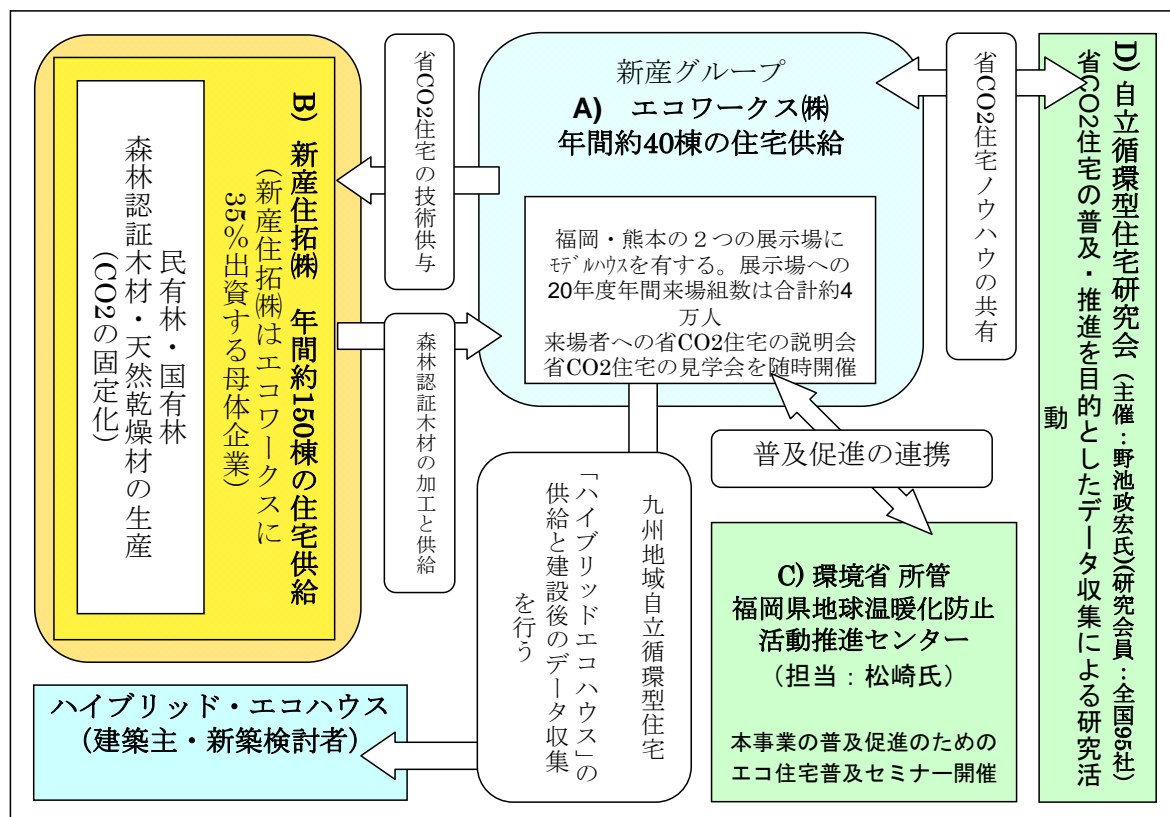 B) 新産住拓㈱ 年間約150棟の住宅供給
(新産住拓㈱はエコワークスに
35%出資する母体企業)
民有林・国有林
森林認証木材・天然乾燥材の生産
(CO2の固定化)
省CO2住宅の技術供与
森林認証木材の加工と供給
新産グループ
A) エコワークス㈱
年間約40棟の住宅供給
福岡・熊本の２つの展示場に
ﾓﾃﾞﾙﾊｳｽを有する。展示場への
20年度年間来場組数は合計約4
万人
来場者への省CO2住宅の説明会
省CO2住宅の見学会を随時開催
省CO2住宅ノウハウの共有
D) 自立循環型住宅研究会 (主催：野池政宏氏)(研究会員：全国95社)
省CO2住宅の普及・推進を目的としたデータ収集による研究活
動
普及促進の連携
九州地域自立循環型住宅
「ハイブリッドエコハウス」の
供給と建設後のデータ収集
を行う
C) 環境省 所管
福岡県地球温暖化防止
活動推進センター
（担当：松崎氏）
本事業の普及促進のための
エコ住宅普及セミナー開催
ハイブリッド・エコハウス
（建築主・新築検討者）